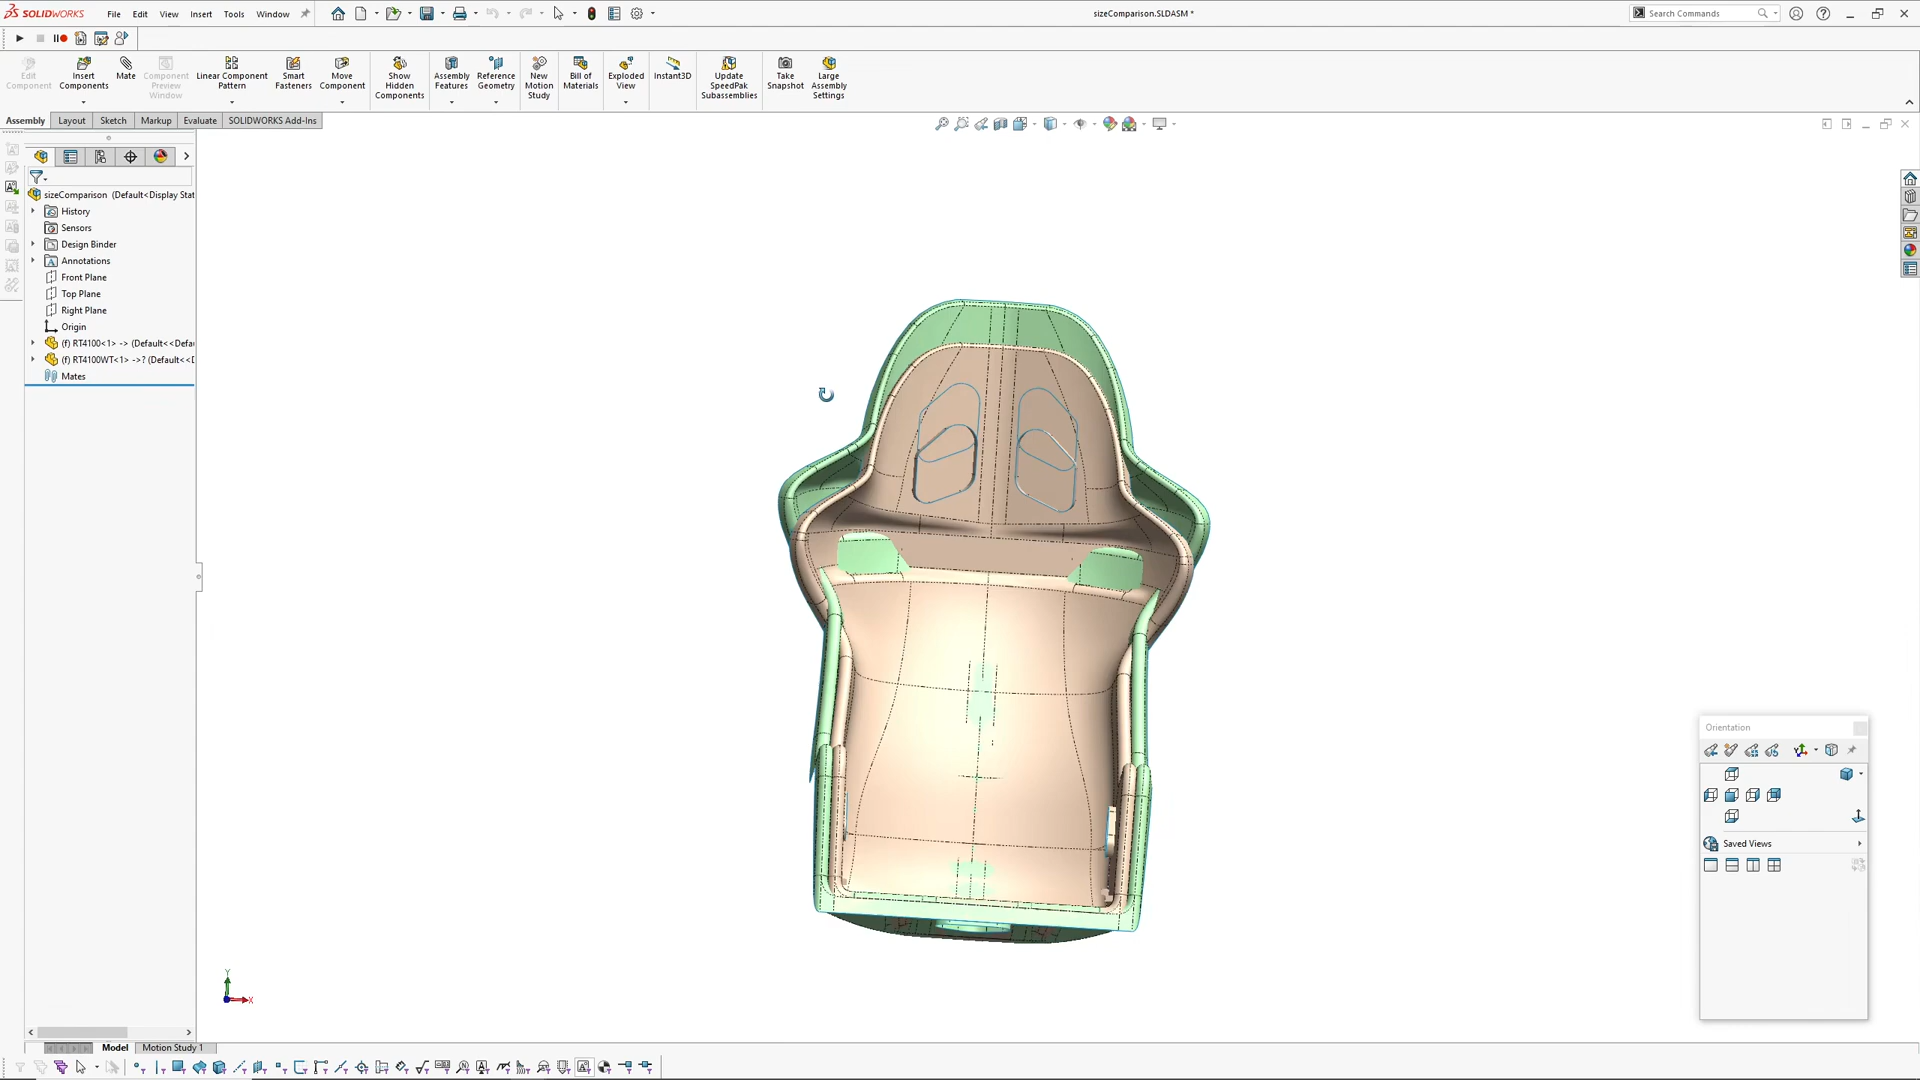 SOLIDWORKS File Edit View Insert Tools Window sizeComparison.SLDASM * Search Commands
Edit Component
Insert Components
Mate
Component Preview Window
Linear Component Pattern
Smart Fasteners
Move Component
Show Hidden Components
Assembly Features
Reference Geometry
New Motion Study
Bill of Materials
Exploded View
Instant3D
Update SpeedPak Subassemblies
Take Snapshot
Large Assembly Settings
Assembly Layout Sketch Markup Evaluate SOLIDWORKS Add-Ins
sizeComparison (Default<Display Stat
History
Sensors
Design Binder
Annotations
Front Plane
Top Plane
Right Plane
Origin
(f) RT4100<1> -> (Default<<Defau
(f) RT4100WT<1> ->? (Default<<D
Mates
Orientation
Saved Views
Y
X
Model Motion Study 1